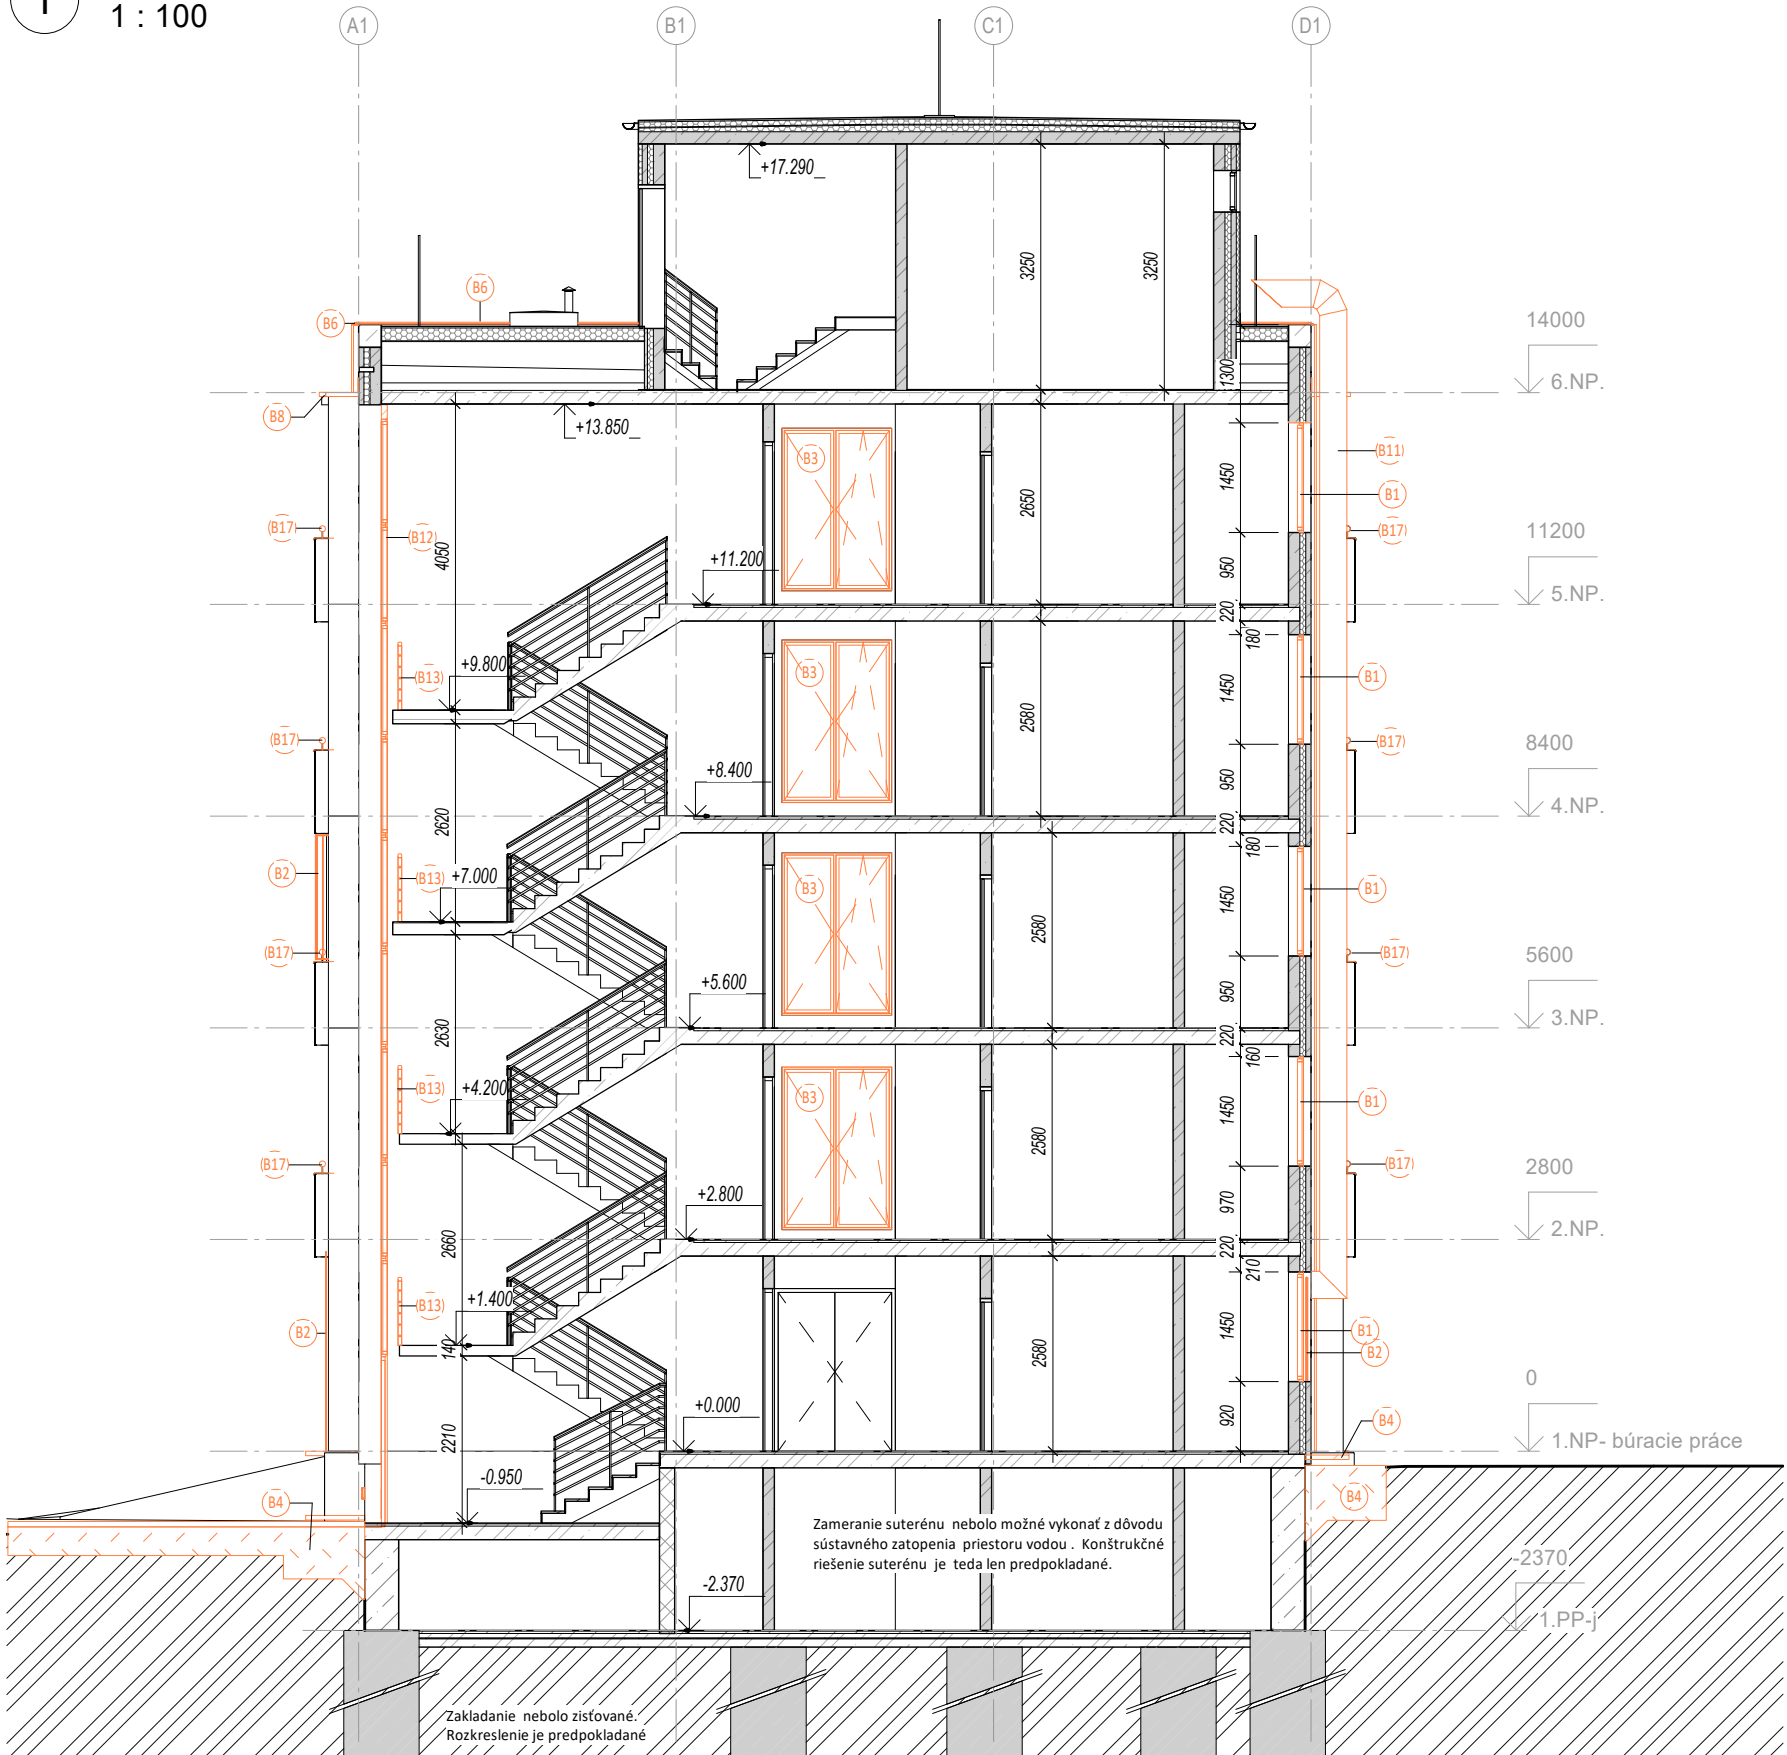 1
1 : 100
A1
B1
C1
D1
+17.290
3250
3250
B6
B6
14000
6.NP.
1300
B8
+13.850
B3
B11
1450
B1
2650
B17
B12
B17
11200
4050
+11.200
950
5.NP.
220
180
+9.800
B13
B3
B1
1450
2580
B17
B17
8400
+8.400
950
4.NP.
2620
220
180
B2
B13
+7.000
B3
B1
1450
2580
B17
B17
5600
+5.600
950
3.NP.
2630
220
160
B13
+4.200
B3
B1
1450
2580
B17
B17
2800
+2.800
970
2.NP.
2660
220
210
B13
+1.400
B2
140
B1
1450
B2
2580
0
+0.000
920
B4
2210
1.NP- búracie práce
-0.950
B4
B4
Zameranie suterénu nebolo možné vykonať z dôvodu
sústavného zatopenia priestoru vodou . Konštrukčné
riešenie suterénu je teda len predpokladané.
-2370
-2.370
1.PP-j
Zakladanie nebolo zisťované.
Rozkreslenie je predpokladané